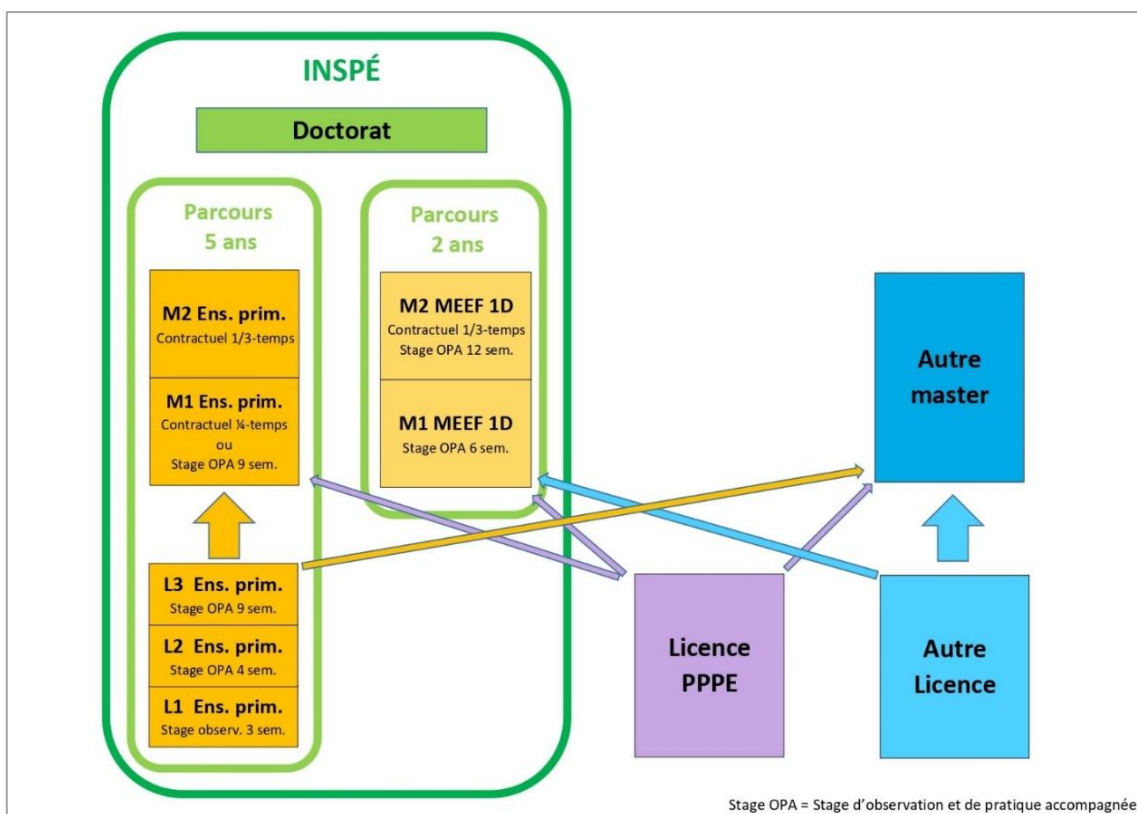 INSPÉ
Doctorat
Parcours
5 ans
M2 Ens. prim.
Contractuel 1/3-temps
M1 Ens. prim.
Contractuel ¼-temps
ou
Stage OPA 9 sem.
L3 Ens. prim.
Stage OPA 9 sem.
L2 Ens. prim.
Stage OPA 4 sem.
L1 Ens. prim.
Stage observ. 3 sem.
Parcours
2 ans
M2 MEEF 1D
Contractuel 1/3-temps
Stage OPA 12 sem.
M1 MEEF 1D
Stage OPA 6 sem.
Licence
PPPE
Autre
master
Autre
Licence
Stage OPA = Stage d'observation et de pratique accompagnée